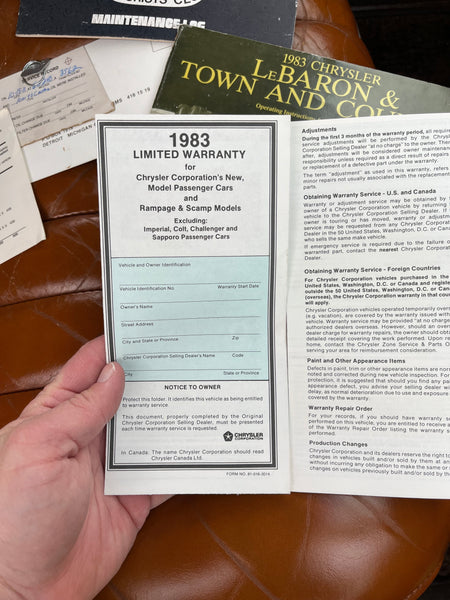 MAINTENANCE LOG
1983 CHRYSLER
LEBARON &
TOWN AND
Operating Instructions
DETROIT, MICHIGAN
1983
LIMITED WARRANTY
for
Chrysler Corporation's New,
Model Passenger Cars
and
Rampage & Scamp Models
Excluding:
Imperial, Colt, Challenger and
Sapporo Passenger Cars
Vehicle and Owner Identification
Vehicle Identification No. Warranty Start Date
Owner's Name
Street Address
City and State or Province Zip
Chrysler Corporation Selling Dealer's Name Code
City State or Province
NOTICE TO OWNER
Protect this folder. It identifies this vehicle as being entitled
to warranty service.
This document, properly completed by the Original
Chrysler Corporation Selling Dealer, must be presented
each time warranty service is requested.
CHRYSLER
CORPORATION
In Canada. The name Chrysler Corporation should read
Chrysler Canada Ltd.
FORM NO. 81-016-3014
Adjustments
During the first 3 months of the warranty period, all
service adjustments will be performed by the
Corporation Selling Dealer "at no charge" to the owner.
after, adjustments will be considered owner
responsibility unless required as a direct result of repairs
or replacement of a defective part under the warranty.
The term "adjustment" as used in this warranty, refers
minor repairs not usually associated with the replacement
parts.
Obtaining Warranty Service - U.S. and Canada
Warranty or adjustment service may be obtained by
owner of a Chrysler Corporation vehicle by returning
vehicle to the Chrysler Corporation Selling Dealer. If
owner is touring or has moved, warranty or adjustment
service may be requested from any Chrysler Corporation
Dealer in the 50 United States, Washington, D.C. or Canada
who sells the same make vehicle.
If emergency service is required due to the failure of
warranted part, contact the nearest Chrysler Corporation
Dealer.
Obtaining Warranty Service - Foreign Countries
For Chrysler Corporation vehicles purchased in the
United States, Washington, D.C. or Canada and
outside the 50 United States, Washington, D.C. or Canada
(overseas), the Chrysler Corporation warranty in that
will apply.
Chrysler Corporation vehicles operated temporarily
(e.g. vacation), are covered by the warranty issued with
vehicle. Warranty service may be provided "at no charge"
authorized dealers overseas. However, should an
dealer charge for warranty repairs, the owner should obtain
detailed receipt covering the work performed. Upon
home, contact the Chrysler Zone Service & Parts
serving your area for reimbursement consideration.
Paint and Other Appearance Items
Defects in paint, trim or other appearance items are
noted and corrected during new vehicle inspection. For
protection, it is suggested that should you find any
appearance defect, you advise your selling dealer
delay, as normal deterioration due to use and exposure
covered by the warranty.
Warranty Repair Order
For your records, if you should have warranty
performed on this vehicle; you are entitled to receive
of the Warranty Repair Order listing the warranty
performed.
Production Changes
Chrysler Corporation and its dealers reserve the right to
changes in vehicles built and/or sold by them at any
without incurring any obligation to make the same or
changes on vehicles previously built and/or sold by